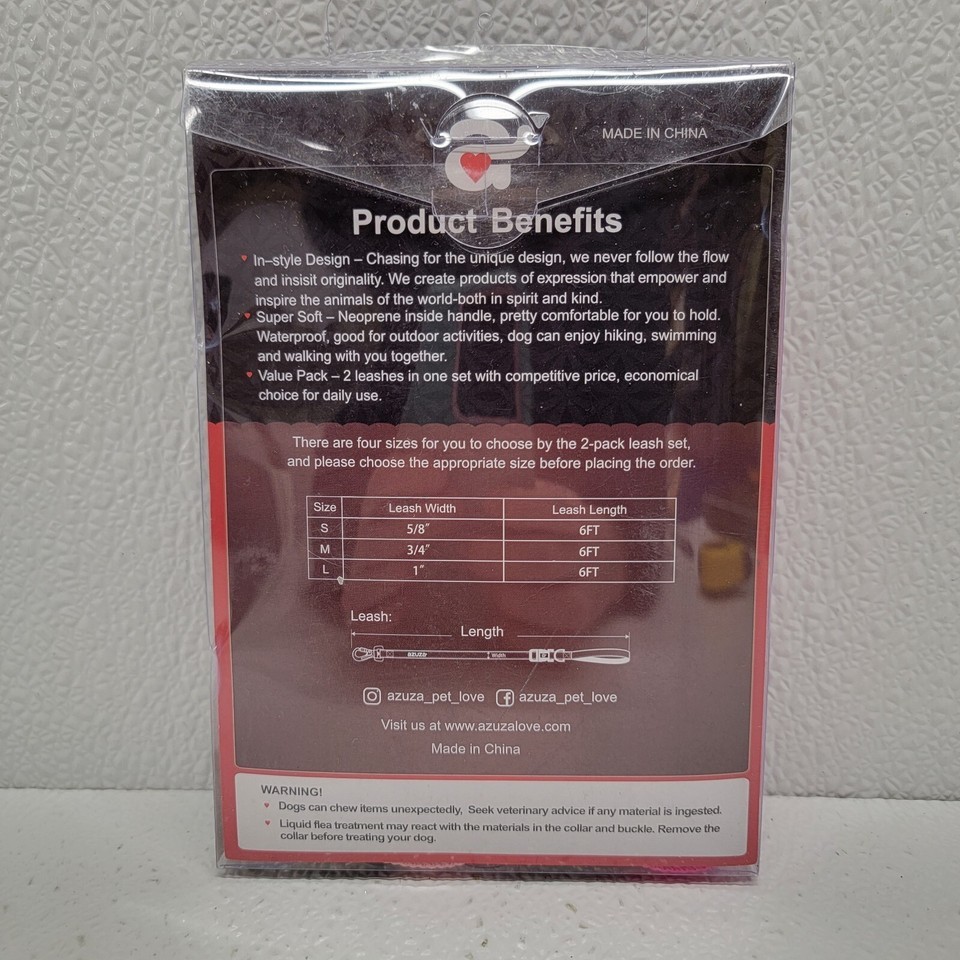 MADE IN CHINA
a
Product Benefits
In-style Design – Chasing for the unique design, we never follow the flow
and insisit originality. We create products of expression that empower and
inspire the animals of the world-both in spirit and kind.
Super Soft – Neoprene inside handle, pretty comfortable for you to hold.
Waterproof, good for outdoor activities, dog can enjoy hiking, swimming
and walking with you together.
Value Pack – 2 leashes in one set with competitive price, economical
choice for daily use.
There are four sizes for you to choose by the 2-pack leash set,
and please choose the appropriate size before placing the order.
Size Leash Width Leash Length
S 5/8" 6FT
M 3/4" 6FT
L 1" 6FT
Leash:
Length
azuza Width
azuza_pet_love azuza_pet_love
Visit us at www.azuzalove.com
Made in China
WARNING!
Dogs can chew items unexpectedly, Seek veterinary advice if any material is ingested.
Liquid flea treatment may react with the materials in the collar and buckle. Remove the
collar before treating your dog.